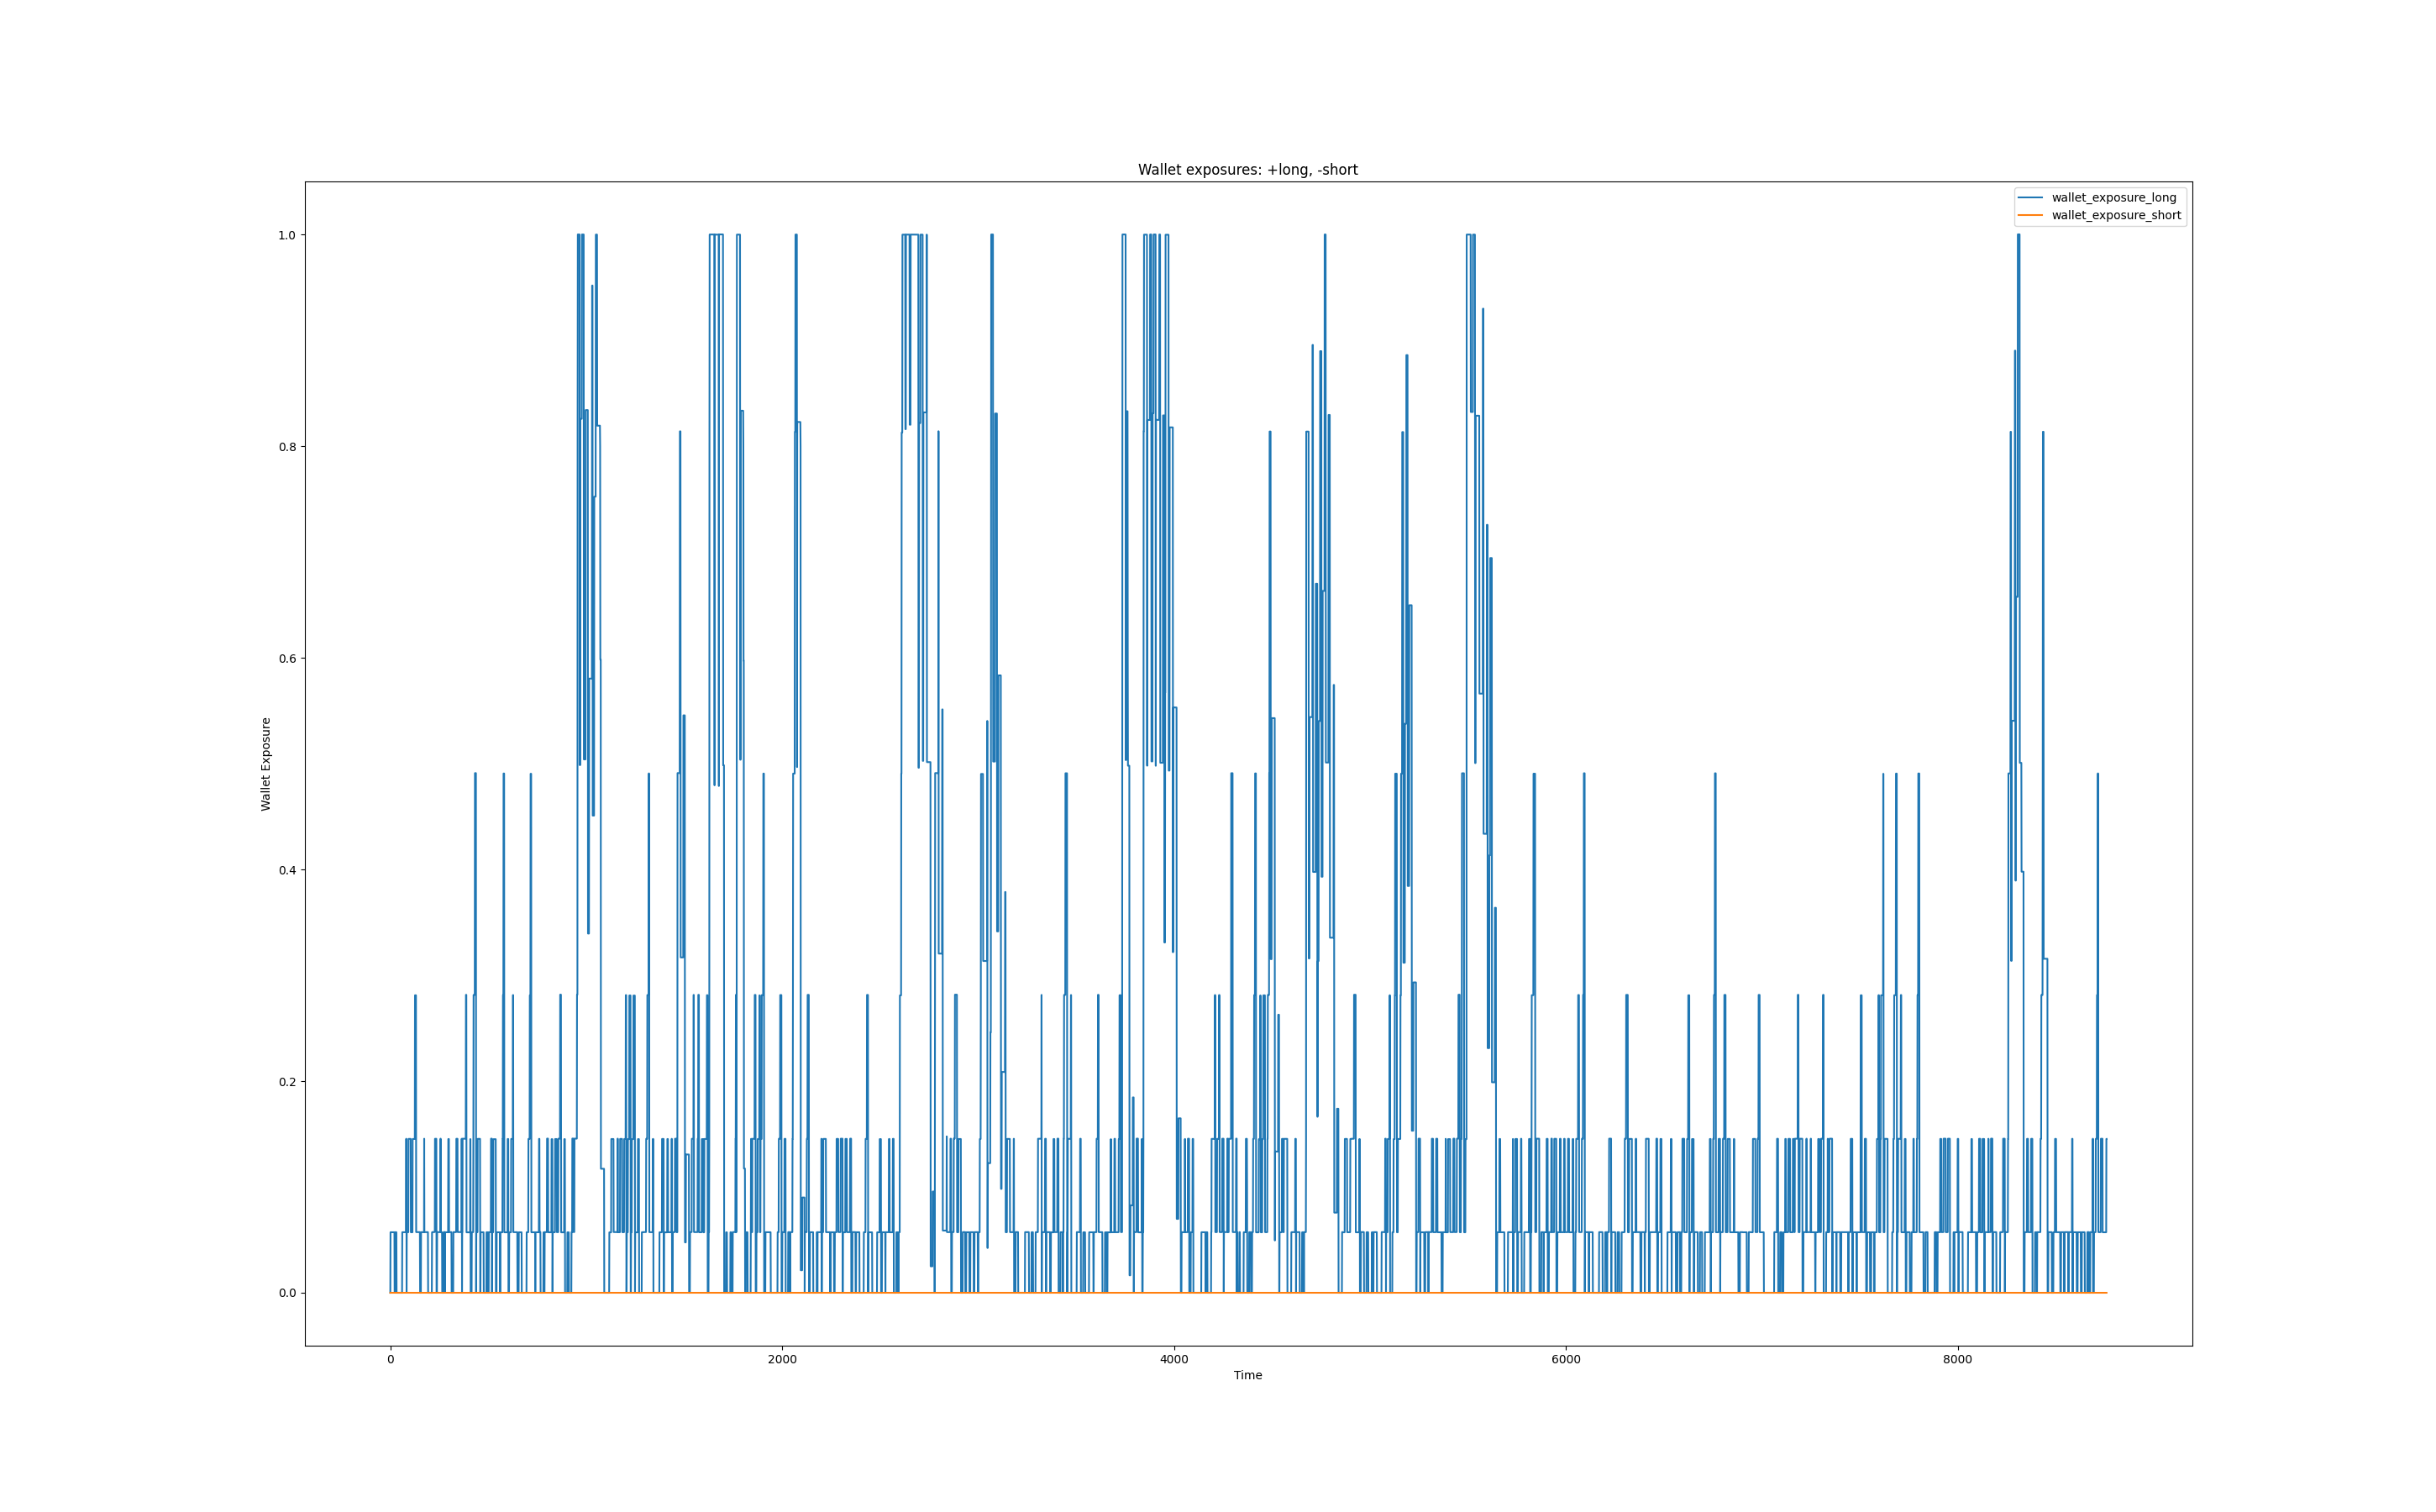 Wallet exposures: +long, -short
wallet_exposure_long
wallet_exposure_short
1.0
0.8
0.6
0.4
0.2
0.0
Wallet Exposure
0 2000 4000 6000 8000
Time